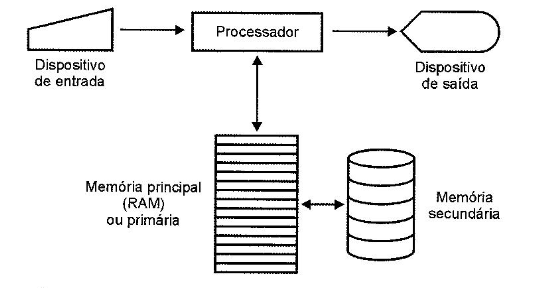 Processador
Dispositivo
de entrada
Dispositivo
de saída
Memória principal
(RAM)
ou primária
Memória
secundária